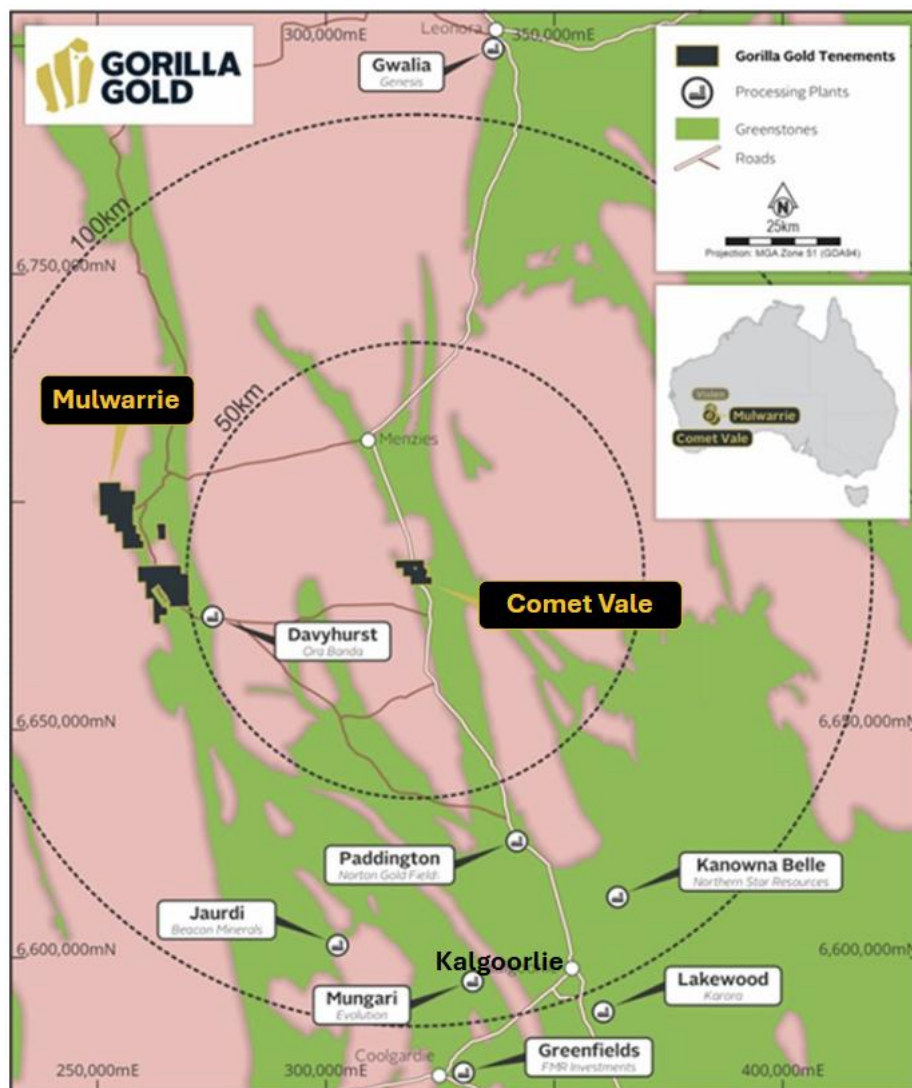 GORILLA
GOLD
300,000mE
Leonora
350,000mE
Gwalia
Genesis
Gorilla Gold Tenements
Processing Plants
Greenstones
Roads
N
25km
Projection: MGA Zone 51 (GDA94)
100km
6,750,000mN
Mulwarrie
50km
Menzies
Vivien
Mulwarrie
Comet Vale
Comet Vale
Davyhurst
Ora Banda
6,650,000mN
6,650,000mN
Paddington
Norton Gold Field
Kanowna Belle
Northern Star Resources
Jaurdi
Beacon Minerals
Kalgoorlie
6,600,000mN
6,600,000mN
Mungari
Evolution
Lakewood
Karora
Coolgardie
Greenfields
FMR Investments
250,000mE
300,000mE
400,000mE